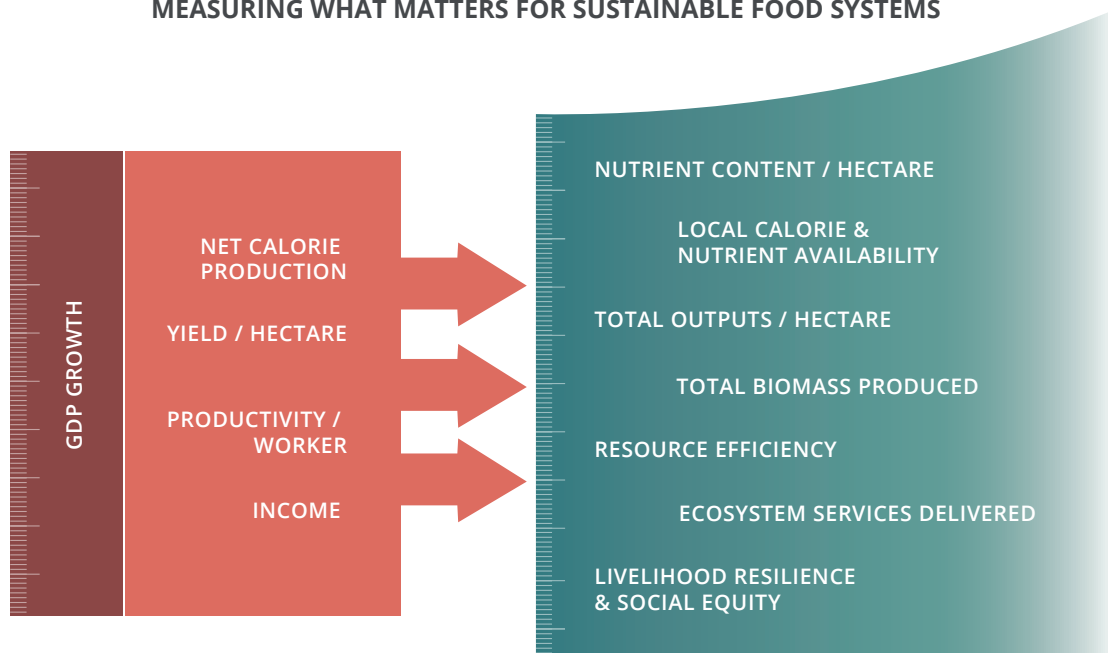 MEASURING WHAT MATTERS FOR SUSTAINABLE FOOD SYSTEMS
GDP GROWTH
NET CALORIE
PRODUCTION
YIELD / HECTARE
PRODUCTIVITY /
WORKER
INCOME
NUTRIENT CONTENT / HECTARE
LOCAL CALORIE &
NUTRIENT AVAILABILITY
TOTAL OUTPUTS / HECTARE
TOTAL BIOMASS PRODUCED
RESOURCE EFFICIENCY
ECOSYSTEM SERVICES DELIVERED
LIVELIHOOD RESILIENCE
& SOCIAL EQUITY